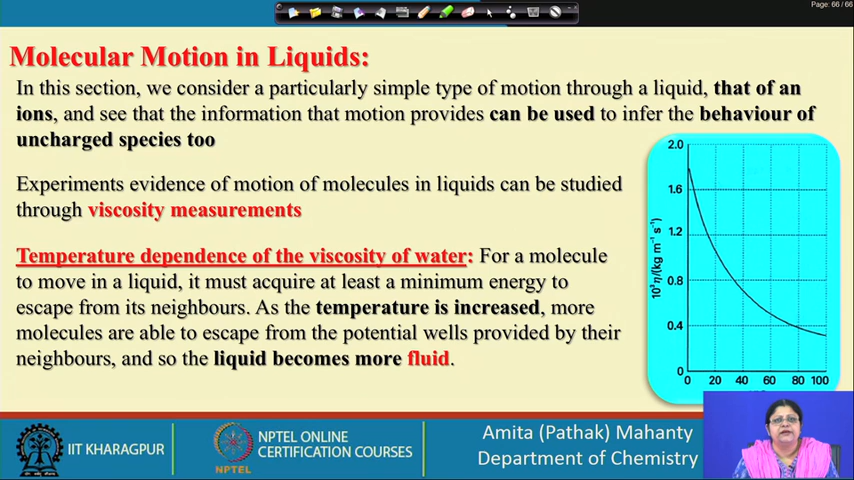 Page: 66 / 66
Molecular Motion in Liquids:
In this section, we consider a particularly simple type of motion through a liquid, that of an
ions, and see that the information that motion provides can be used to infer the behaviour of
uncharged species too
Experiments evidence of motion of molecules in liquids can be studied
through viscosity measurements
Temperature dependence of the viscosity of water: For a molecule
to move in a liquid, it must acquire at least a minimum energy to
escape from its neighbours. As the temperature is increased, more
molecules are able to escape from the potential wells provided by their
neighbours, and so the liquid becomes more fluid.
2.0
1.6
1.2
0.8
0.4
0
10³η/(kg m⁻¹ s⁻¹)
0 20 40 60 80 100
IIT KHARAGPUR
NPTEL
NPTEL ONLINE
CERTIFICATION COURSES
Amita (Pathak) Mahanty
Department of Chemistry